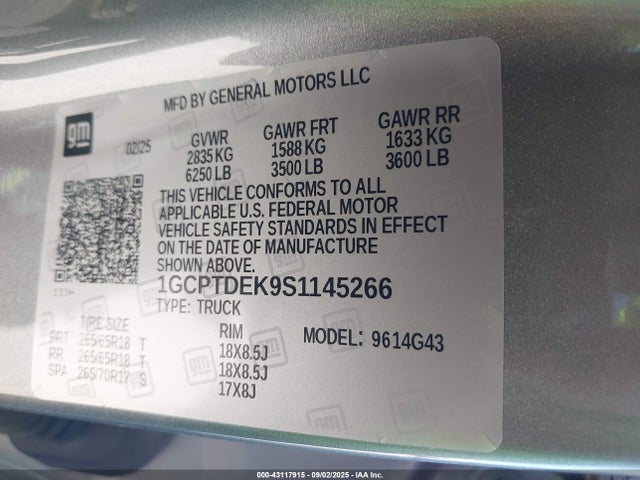 MFD BY GENERAL MOTORS LLC
gm
02/25
GVWR GAWR FRT GAWR RR
2835 KG 1588 KG 1633 KG
6250 LB 3500 LB 3600 LB
THIS VEHICLE CONFORMS TO ALL
APPLICABLE U.S. FEDERAL MOTOR
VEHICLE SAFETY STANDARDS IN EFFECT
ON THE DATE OF MANUFACTURE
SHOWN ABOVE.
1GCPTDEK9S1145266
TYPE: TRUCK
TYPE SIZE RIM MODEL: 9614G43
FRT 265/65R18 T 18X8.5J
RR 265/65R18 T 18X8.5J
SPA 265/70R17 S 17X8J
000-43117915 - 09/02/2025 - IAA Inc.